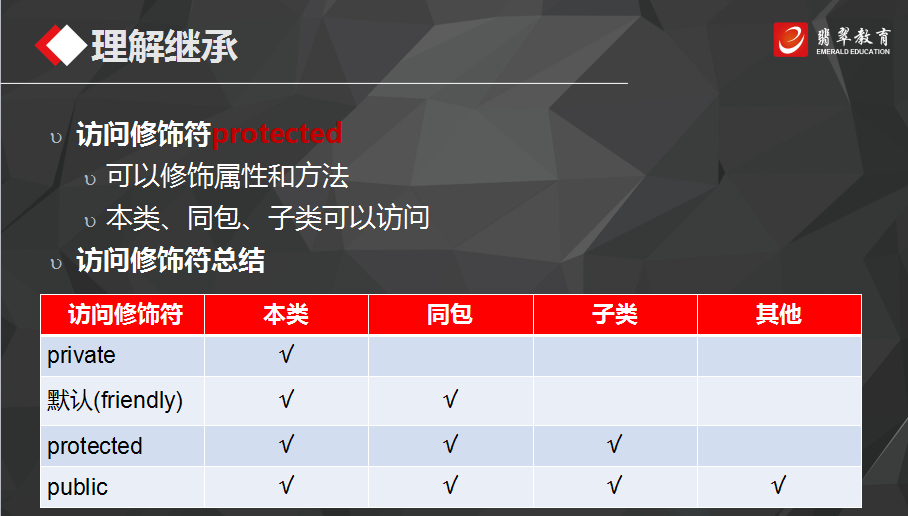 理解继承
翡翠教育
EMERALD EDUCATION
访问修饰符protected
可以修饰属性和方法
本类、同包、子类可以访问
访问修饰符总结
访问修饰符 本类 同包 子类 其他
private √
默认(friendly) √ √
protected √ √ √
public √ √ √ √